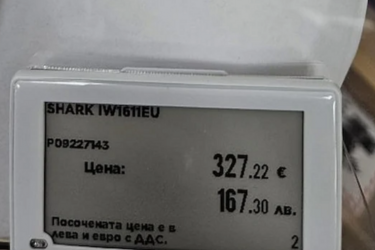 SHARK IW1611EU
P09227143
Цена: 327.22 €
167.30 лв.
Посочената цена е в
лева и евро с ДДС.
2